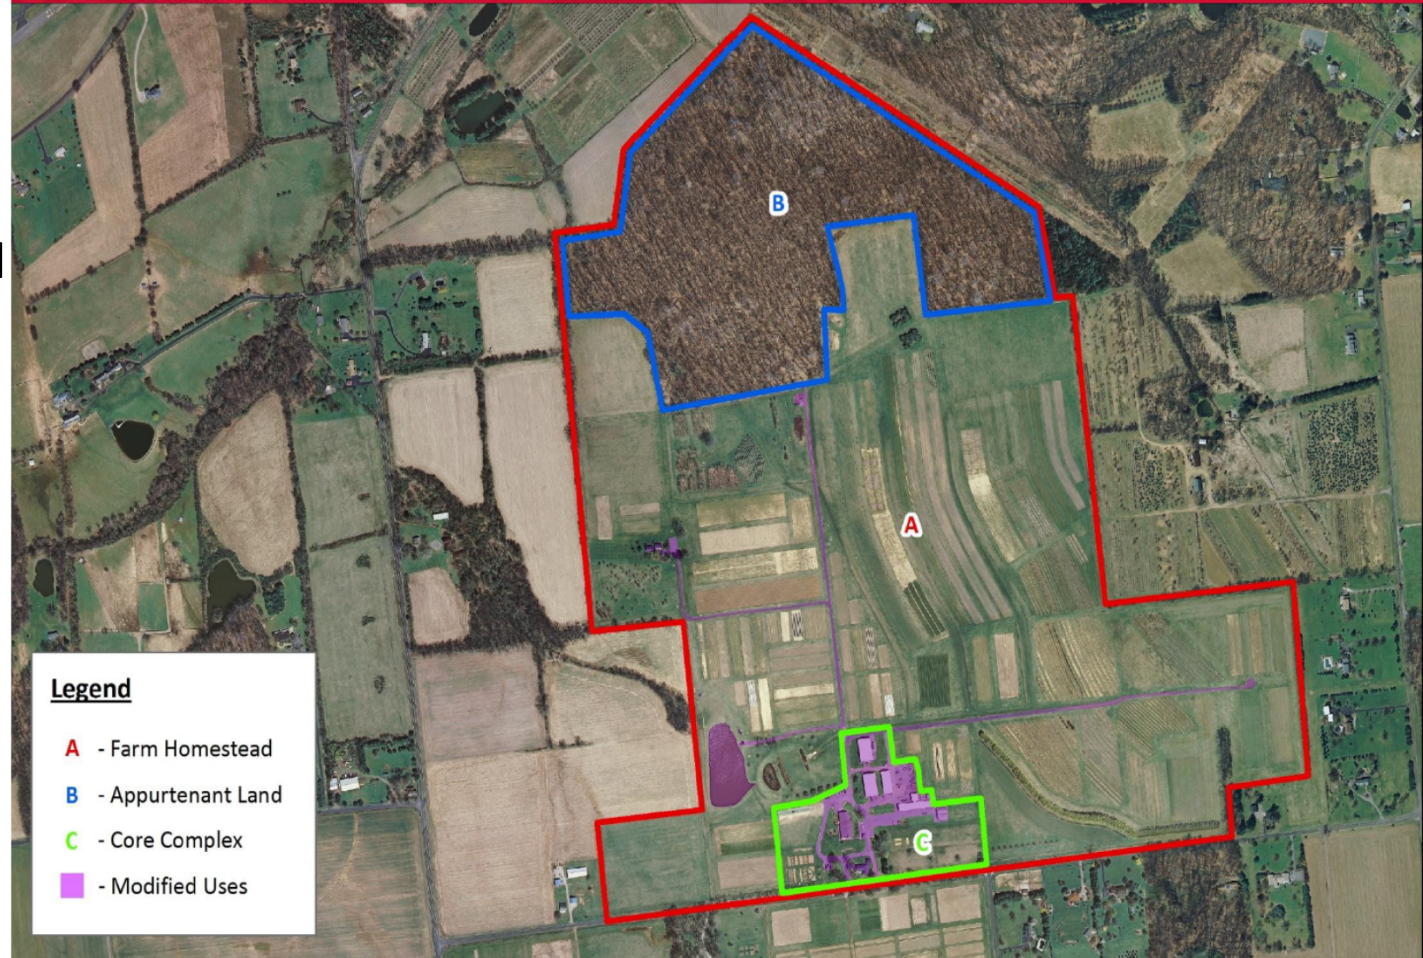 B
A
C
Legend
A - Farm Homestead
B - Appurtenant Land
C - Core Complex
- Modified Uses